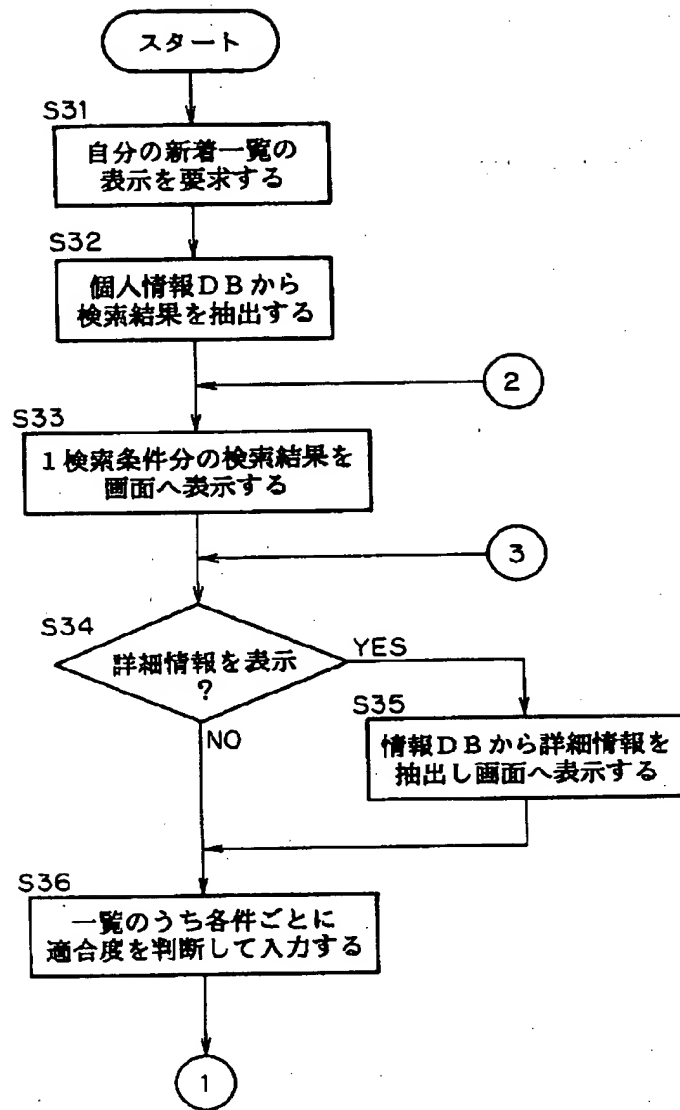 スタート
S31
自分の新着一覧の
表示を要求する
S32
個人情報DBから
検索結果を抽出する
2
S33
1検索条件分の検索結果を
画面へ表示する
3
S34
詳細情報を表示
?
YES
NO
S35
情報DBから詳細情報を
抽出し画面へ表示する
S36
一覧のうち各件ごとに
適合度を判断して入力する
1